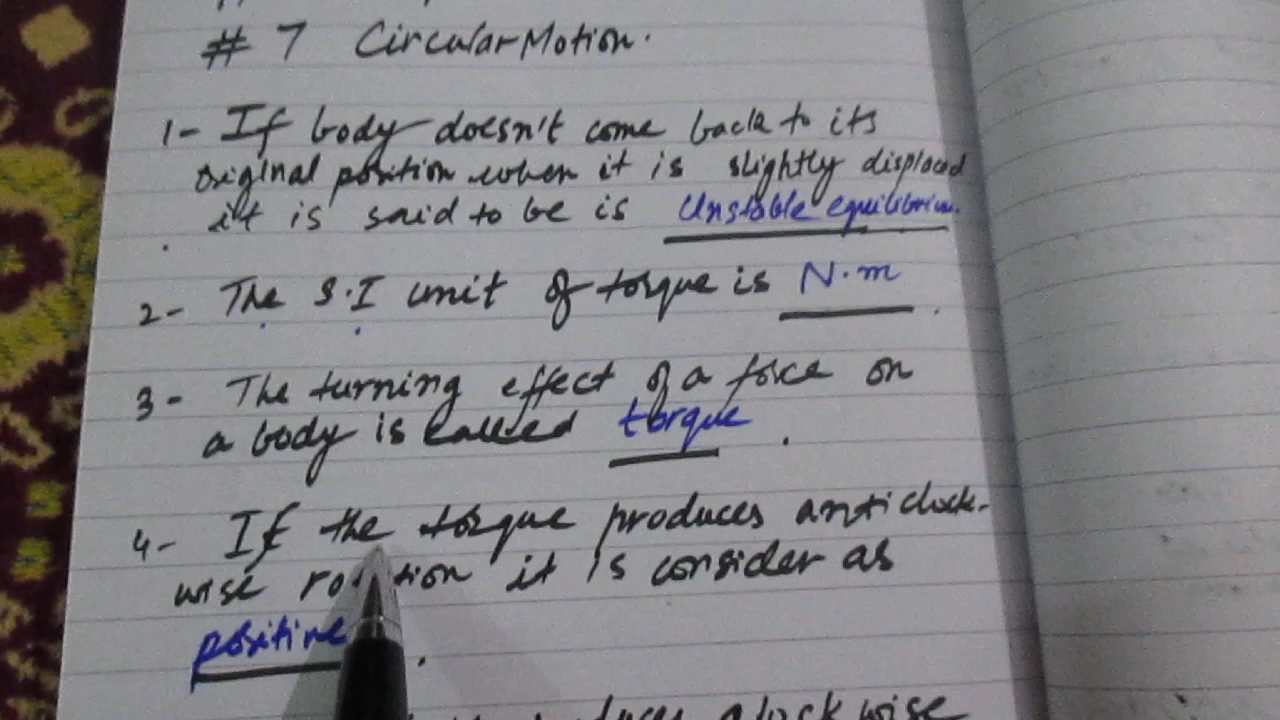 # 7 Circular Motion.
1- If body doesn't come back to its
original position when it is slightly displaced
it is said to be is Unstable equilibrium.
2- The S.I unit of torque is N.m .
3- The turning effect of a force on
a body is called torque .
4- If the torque produces anticlock-
wise rotation it is consider as
positive .
clockwise